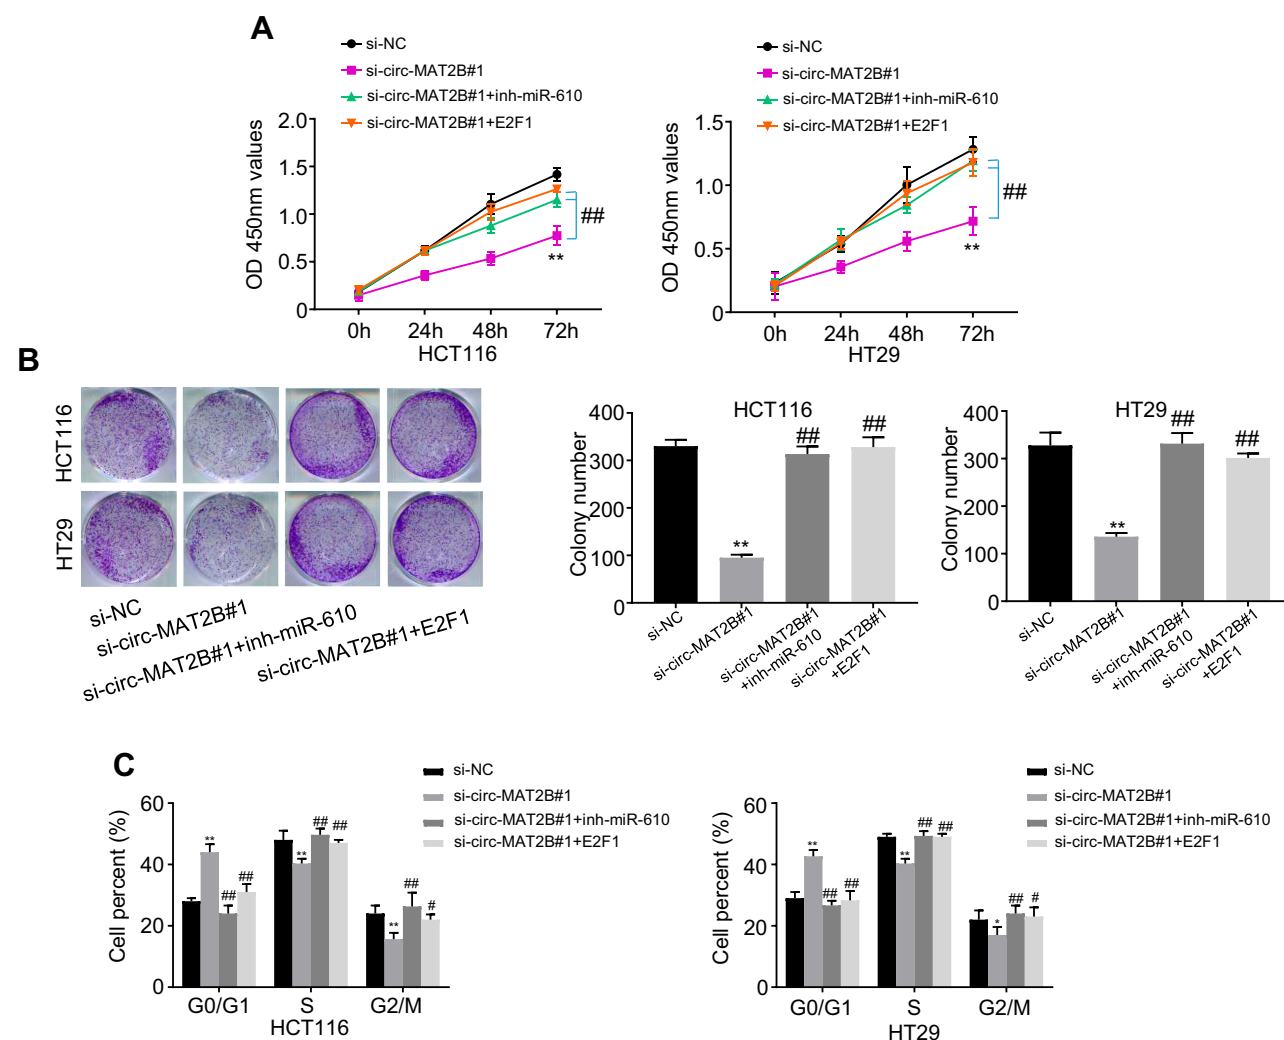 A
si-NC
si-circ-MAT2B#1
si-circ-MAT2B#1+inh-miR-610
si-circ-MAT2B#1+E2F1
OD 450nm values
2.0
1.5
1.0
0.5
0
##
**
0h 24h 48h 72h
HCT116
si-NC
si-circ-MAT2B#1
si-circ-MAT2B#1+inh-miR-610
si-circ-MAT2B#1+E2F1
OD 450nm values
1.5
1.0
0.5
0
##
**
0h 24h 48h 72h
HT29
B
HCT116
HT29
si-NC
si-circ-MAT2B#1
si-circ-MAT2B#1+inh-miR-610
si-circ-MAT2B#1+E2F1
HCT116
Colony number
400
300
200
100
0
**
##
##
si-NC
si-circ-MAT2B#1
si-circ-MAT2B#1
+inh-miR-610
si-circ-MAT2B#1
+E2F1
HT29
Colony number
400
300
200
100
0
**
##
##
si-NC
si-circ-MAT2B#1
si-circ-MAT2B#1
+inh-miR-610
si-circ-MAT2B#1
+E2F1
C
si-NC
si-circ-MAT2B#1
si-circ-MAT2B#1+inh-miR-610
si-circ-MAT2B#1+E2F1
Cell percent (%)
60
40
20
0
** ## ##
** ## ##
** ## #
G0/G1 S G2/M
HCT116
si-NC
si-circ-MAT2B#1
si-circ-MAT2B#1+inh-miR-610
si-circ-MAT2B#1+E2F1
Cell percent (%)
60
40
20
0
** ## ##
** ## ##
* ## #
G0/G1 S G2/M
HT29